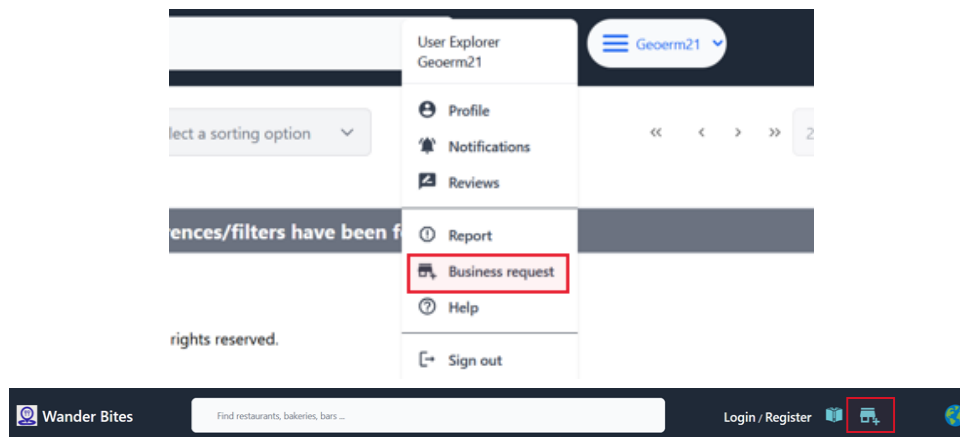 User Explorer
Geoerm21
Geoerm21
Profile
lect a sorting option
Notifications
Reviews
ences/filters have been f
Report
Business request
Help
rights reserved.
Sign out
Wander Bites
Find restaurants, bakeries, bars ...
Login / Register